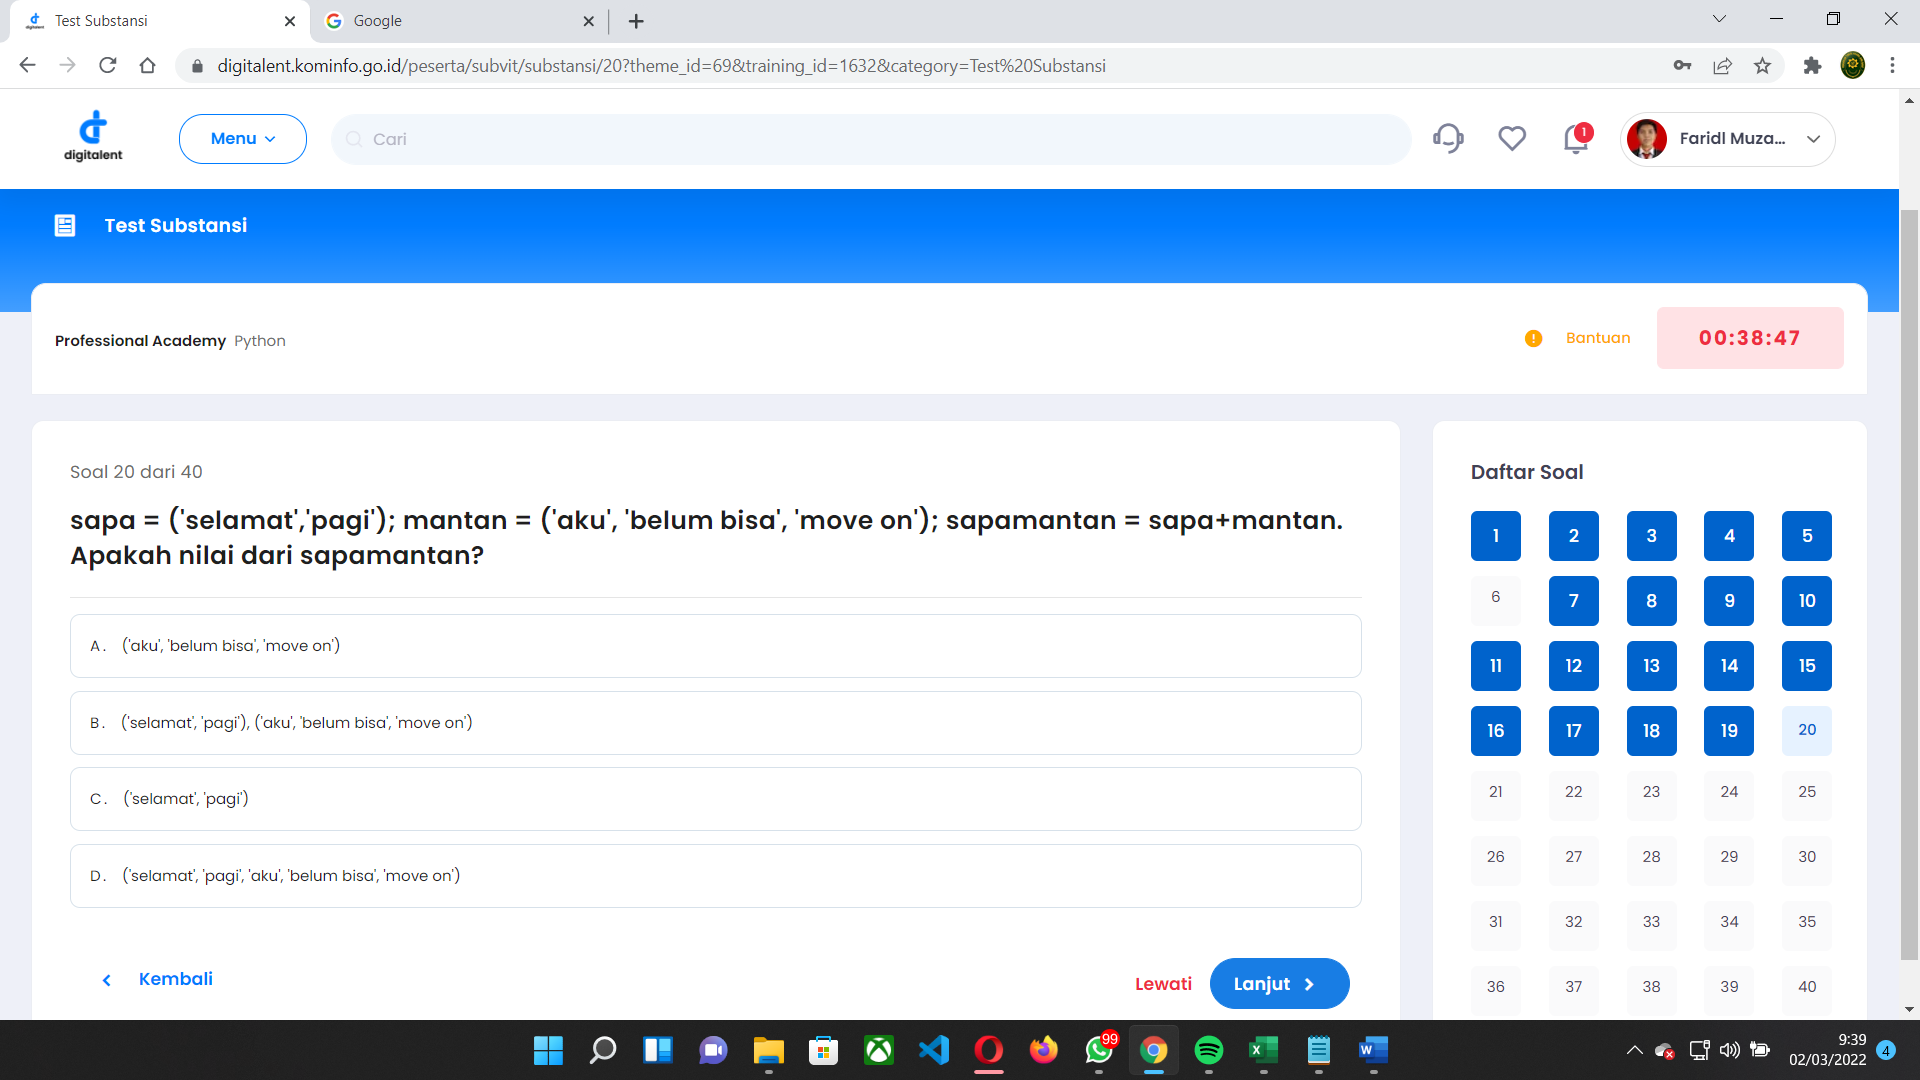 Test Substansi
Google
digitalent.kominfo.go.id/peserta/subvit/substansi/20?theme_id=69&training_id=1632&category=Test%20Substansi
digitalent
Menu
Cari
1
Faridl Muza...
Test Substansi
Professional Academy Python
Bantuan
00:38:47
Soal 20 dari 40
sapa = ('selamat','pagi'); mantan = ('aku', 'belum bisa', 'move on'); sapamantan = sapa+mantan.
Apakah nilai dari sapamantan?
A. ('aku', 'belum bisa', 'move on')
B. ('selamat', 'pagi'), ('aku', 'belum bisa', 'move on')
C. ('selamat', 'pagi')
D. ('selamat', 'pagi', 'aku', 'belum bisa', 'move on')
Kembali
Lewati
Lanjut
Daftar Soal
1 2 3 4 5
6 7 8 9 10
11 12 13 14 15
16 17 18 19 20
21 22 23 24 25
26 27 28 29 30
31 32 33 34 35
36 37 38 39 40
99
9:39
02/03/2022
4